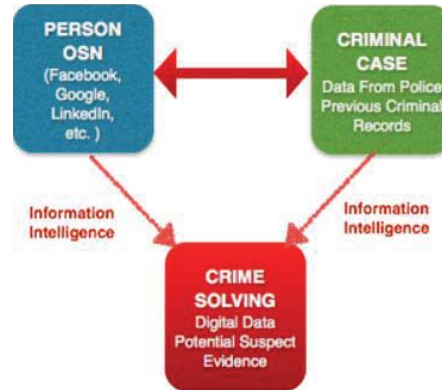 PERSON
OSN
(Facebook,
Google,
LinkedIn,
etc. )
CRIMINAL
CASE
Data From Police
Previous Criminal
Records
Information
Intelligence
Information
Intelligence
CRIME
SOLVING
Digital Data
Potential Suspect
Evidence